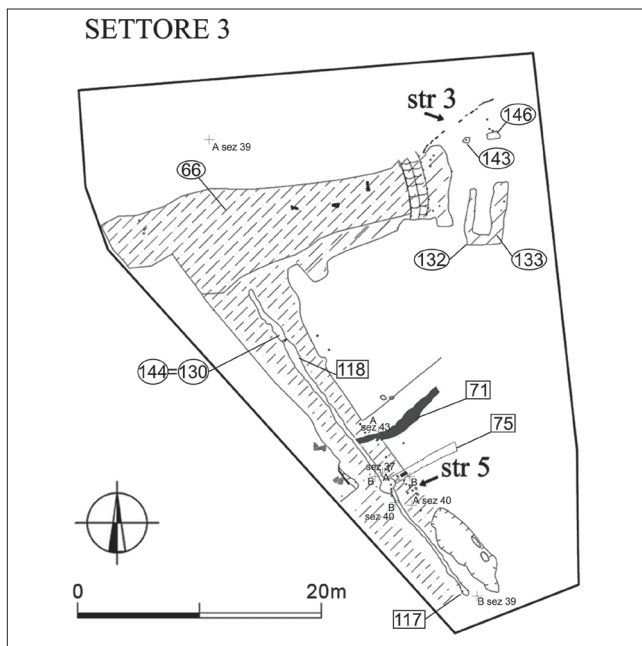 SETTORE 3
str 3
146
A sez 39
143
66
132
133
144=130
118
71
A
sez 43
75
sez 37
A
B
B
str 5
A sez 40
B
sez 40
B sez 39
117
0
20m